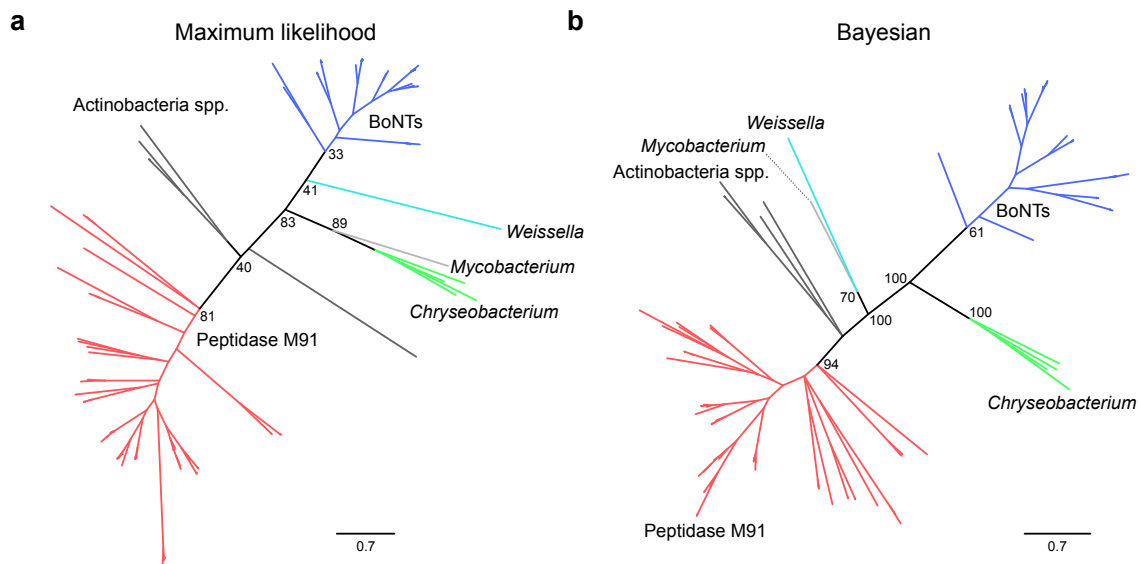 a
Maximum likelihood
Actinobacteria spp.
BoNTs
33
41
Weissella
83
89
Mycobacterium
40
Chryseobacterium
81
Peptidase M91
0.7
b
Bayesian
Weissella
Mycobacterium
Actinobacteria spp.
BoNTs
61
100
70
100
100
94
Chryseobacterium
Peptidase M91
0.7